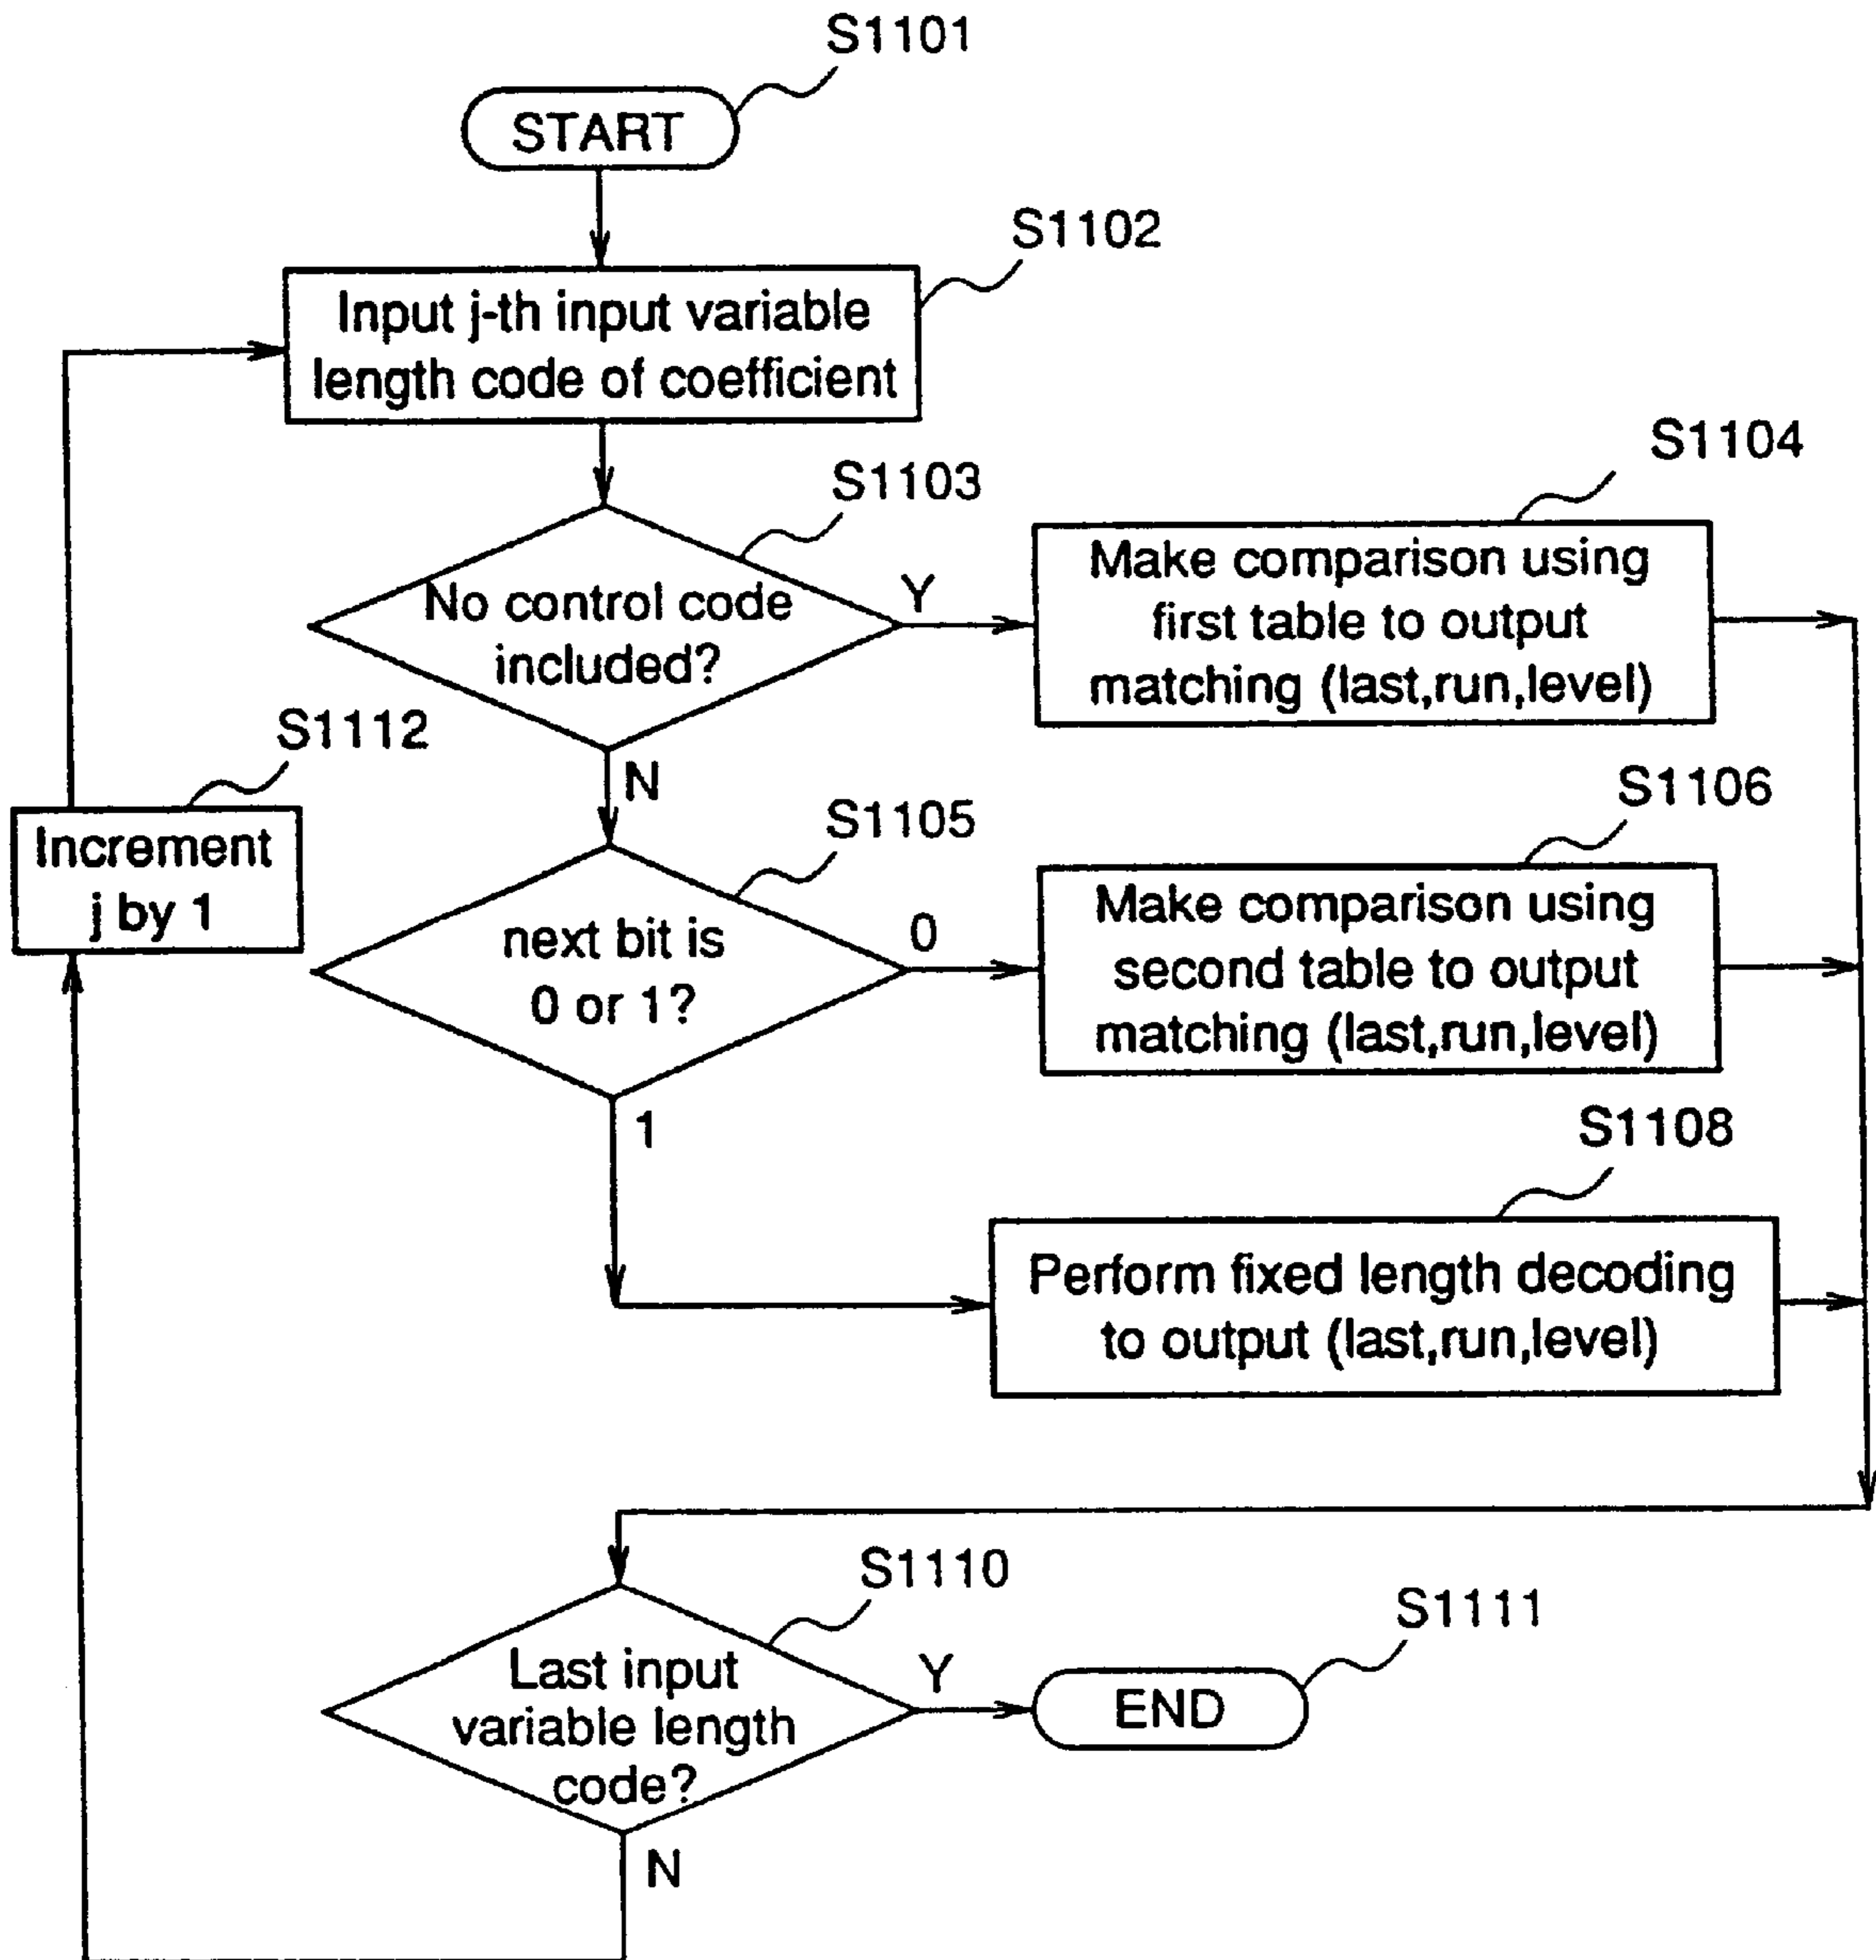 S1101
START
S1102
Input j-th input variable
length code of coefficient
S1103
No control code
included?
Y
N
S1104
Make comparison using
first table to output
matching (last,run,level)
S1112
Increment
j by 1
S1105
next bit is
0 or 1?
0
1
S1106
Make comparison using
second table to output
matching (last,run,level)
S1108
Perform fixed length decoding
to output (last,run,level)
S1110
Last input
variable length
code?
Y
N
S1111
END